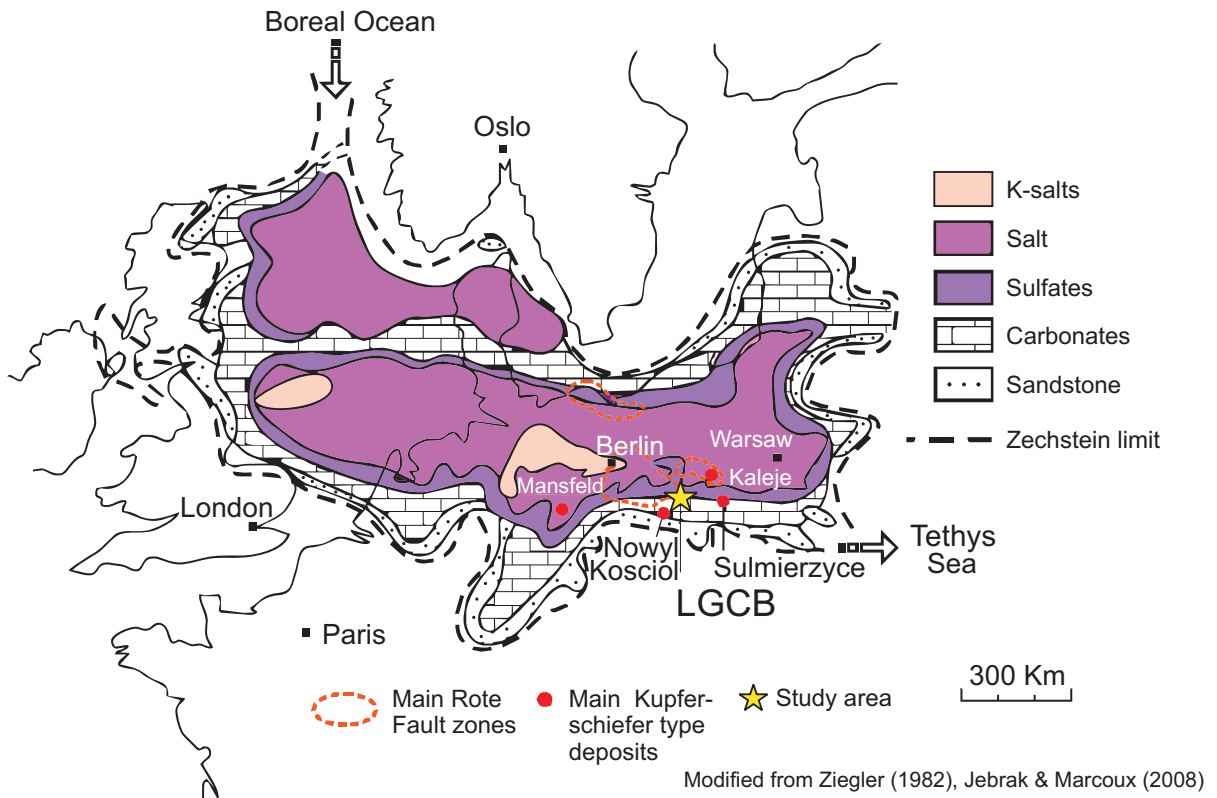 Boreal Ocean
Oslo
K-salts
Salt
Sulfates
Carbonates
Sandstone
Zechstein limit
Berlin
Warsaw
Mansfeld
Kaleje
London
Nowyl
Kosciol
Sulmierzyce
Tethys
Sea
LGCB
Paris
300 Km
Main Rote
Fault zones
Main Kupfer-
schiefer type
deposits
Study area
Modified from Ziegler (1982), Jebrak & Marcoux (2008)